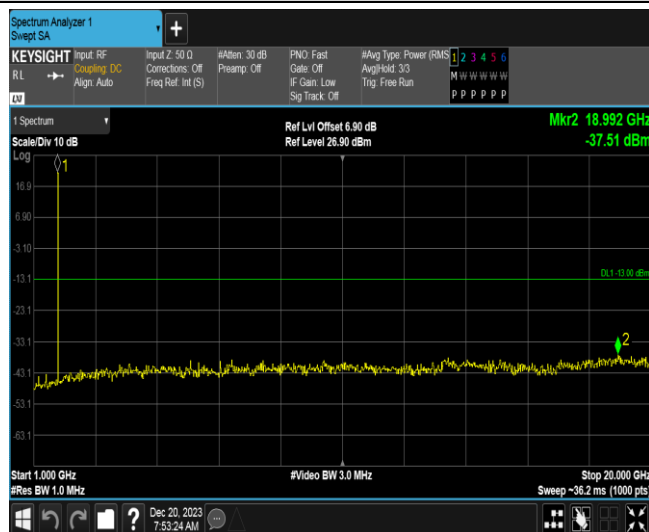 Spectrum Analyzer 1
Swept SA
+
KEYSIGHT Input: RF Input Z: 50 Ω #Atten: 30 dB PNO: Fast #Avg Type: Power (RMS 1 2 3 4 5 6
RL Coupling: DC Corrections: Off Preamp: Off Gate: Off Avg|Hold: 3/3 M W W W W W
Align: Auto Freq Ref: Int (S) IF Gain: Low Trig: Free Run
Sig Track: Off P P P P P P
LXI
1 Spectrum Ref Lvl Offset 6.90 dB Mkr2 18.992 GHz
Scale/Div 10 dB Ref Level 26.90 dBm -37.51 dBm
Log
1
16.9
6.90
-3.10
-13.1 DL1 -13.00 dBm
-23.1
-33.1 2
-43.1
-53.1
-63.1
Start 1.000 GHz #Video BW 3.0 MHz Stop 20.000 GHz
#Res BW 1.0 MHz Sweep ~36.2 ms (1000 pts)
? Dec 20, 2023
7:53:24 AM